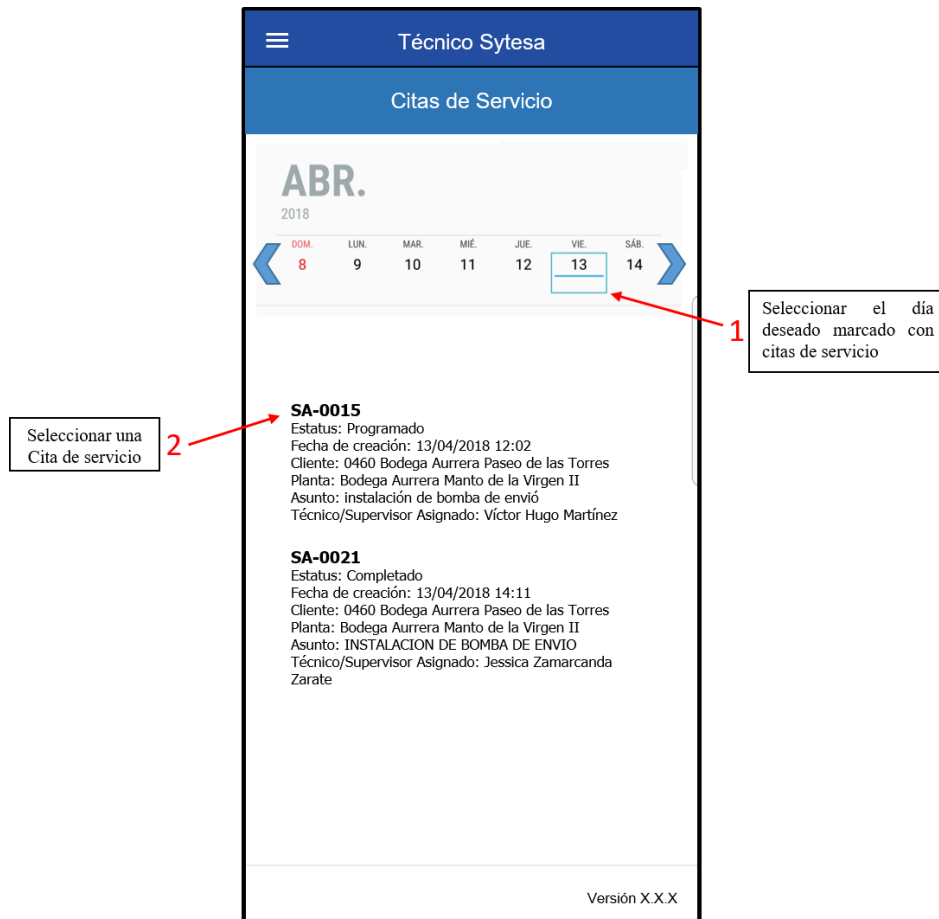 Técnico Sytesa
Citas de Servicio
ABR.
2018
DOM. LUN. MAR. MIÉ. JUE. VIE. SÁB.
8 9 10 11 12 13 14
1
Seleccionar el día
deseado marcado con
citas de servicio
2
Seleccionar una
Cita de servicio
SA-0015
Estatus: Programado
Fecha de creación: 13/04/2018 12:02
Cliente: 0460 Bodega Aurrera Paseo de las Torres
Planta: Bodega Aurrera Manto de la Virgen II
Asunto: instalación de bomba de envió
Técnico/Supervisor Asignado: Víctor Hugo Martínez
SA-0021
Estatus: Completado
Fecha de creación: 13/04/2018 14:11
Cliente: 0460 Bodega Aurrera Paseo de las Torres
Planta: Bodega Aurrera Manto de la Virgen II
Asunto: INSTALACION DE BOMBA DE ENVIO
Técnico/Supervisor Asignado: Jessica Zamarcanda
Zarate
Versión X.X.X